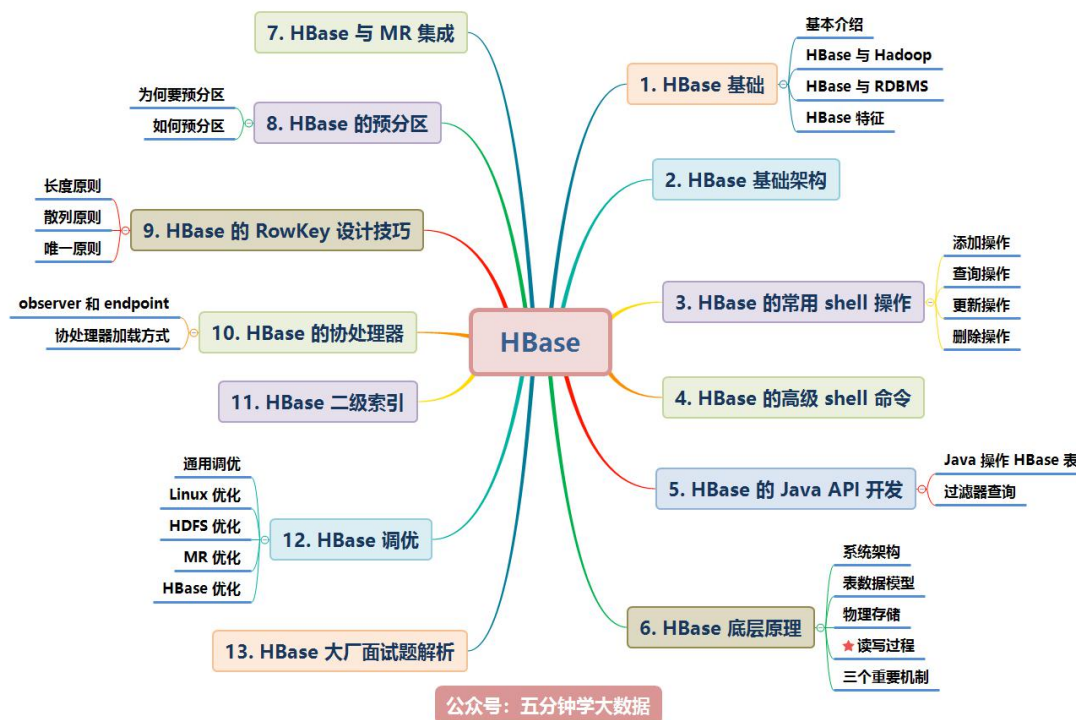 HBase
1. HBase 基础
基本介绍
HBase 与 Hadoop
HBase 与 RDBMS
HBase 特征
2. HBase 基础架构
3. HBase 的常用 shell 操作
添加操作
查询操作
更新操作
删除操作
4. HBase 的高级 shell 命令
5. HBase 的 Java API 开发
Java 操作 HBase 表
过滤器查询
6. HBase 底层原理
系统架构
表数据模型
物理存储
读写过程
三个重要机制
7. HBase 与 MR 集成
8. HBase 的预分区
为何要预分区
如何预分区
9. HBase 的 RowKey 设计技巧
长度原则
散列原则
唯一原则
10. HBase 的协处理器
observer 和 endpoint
协处理器加载方式
11. HBase 二级索引
12. HBase 调优
通用调优
Linux 优化
HDFS 优化
MR 优化
HBase 优化
13. HBase 大厂面试题解析
公众号：五分钟学大数据